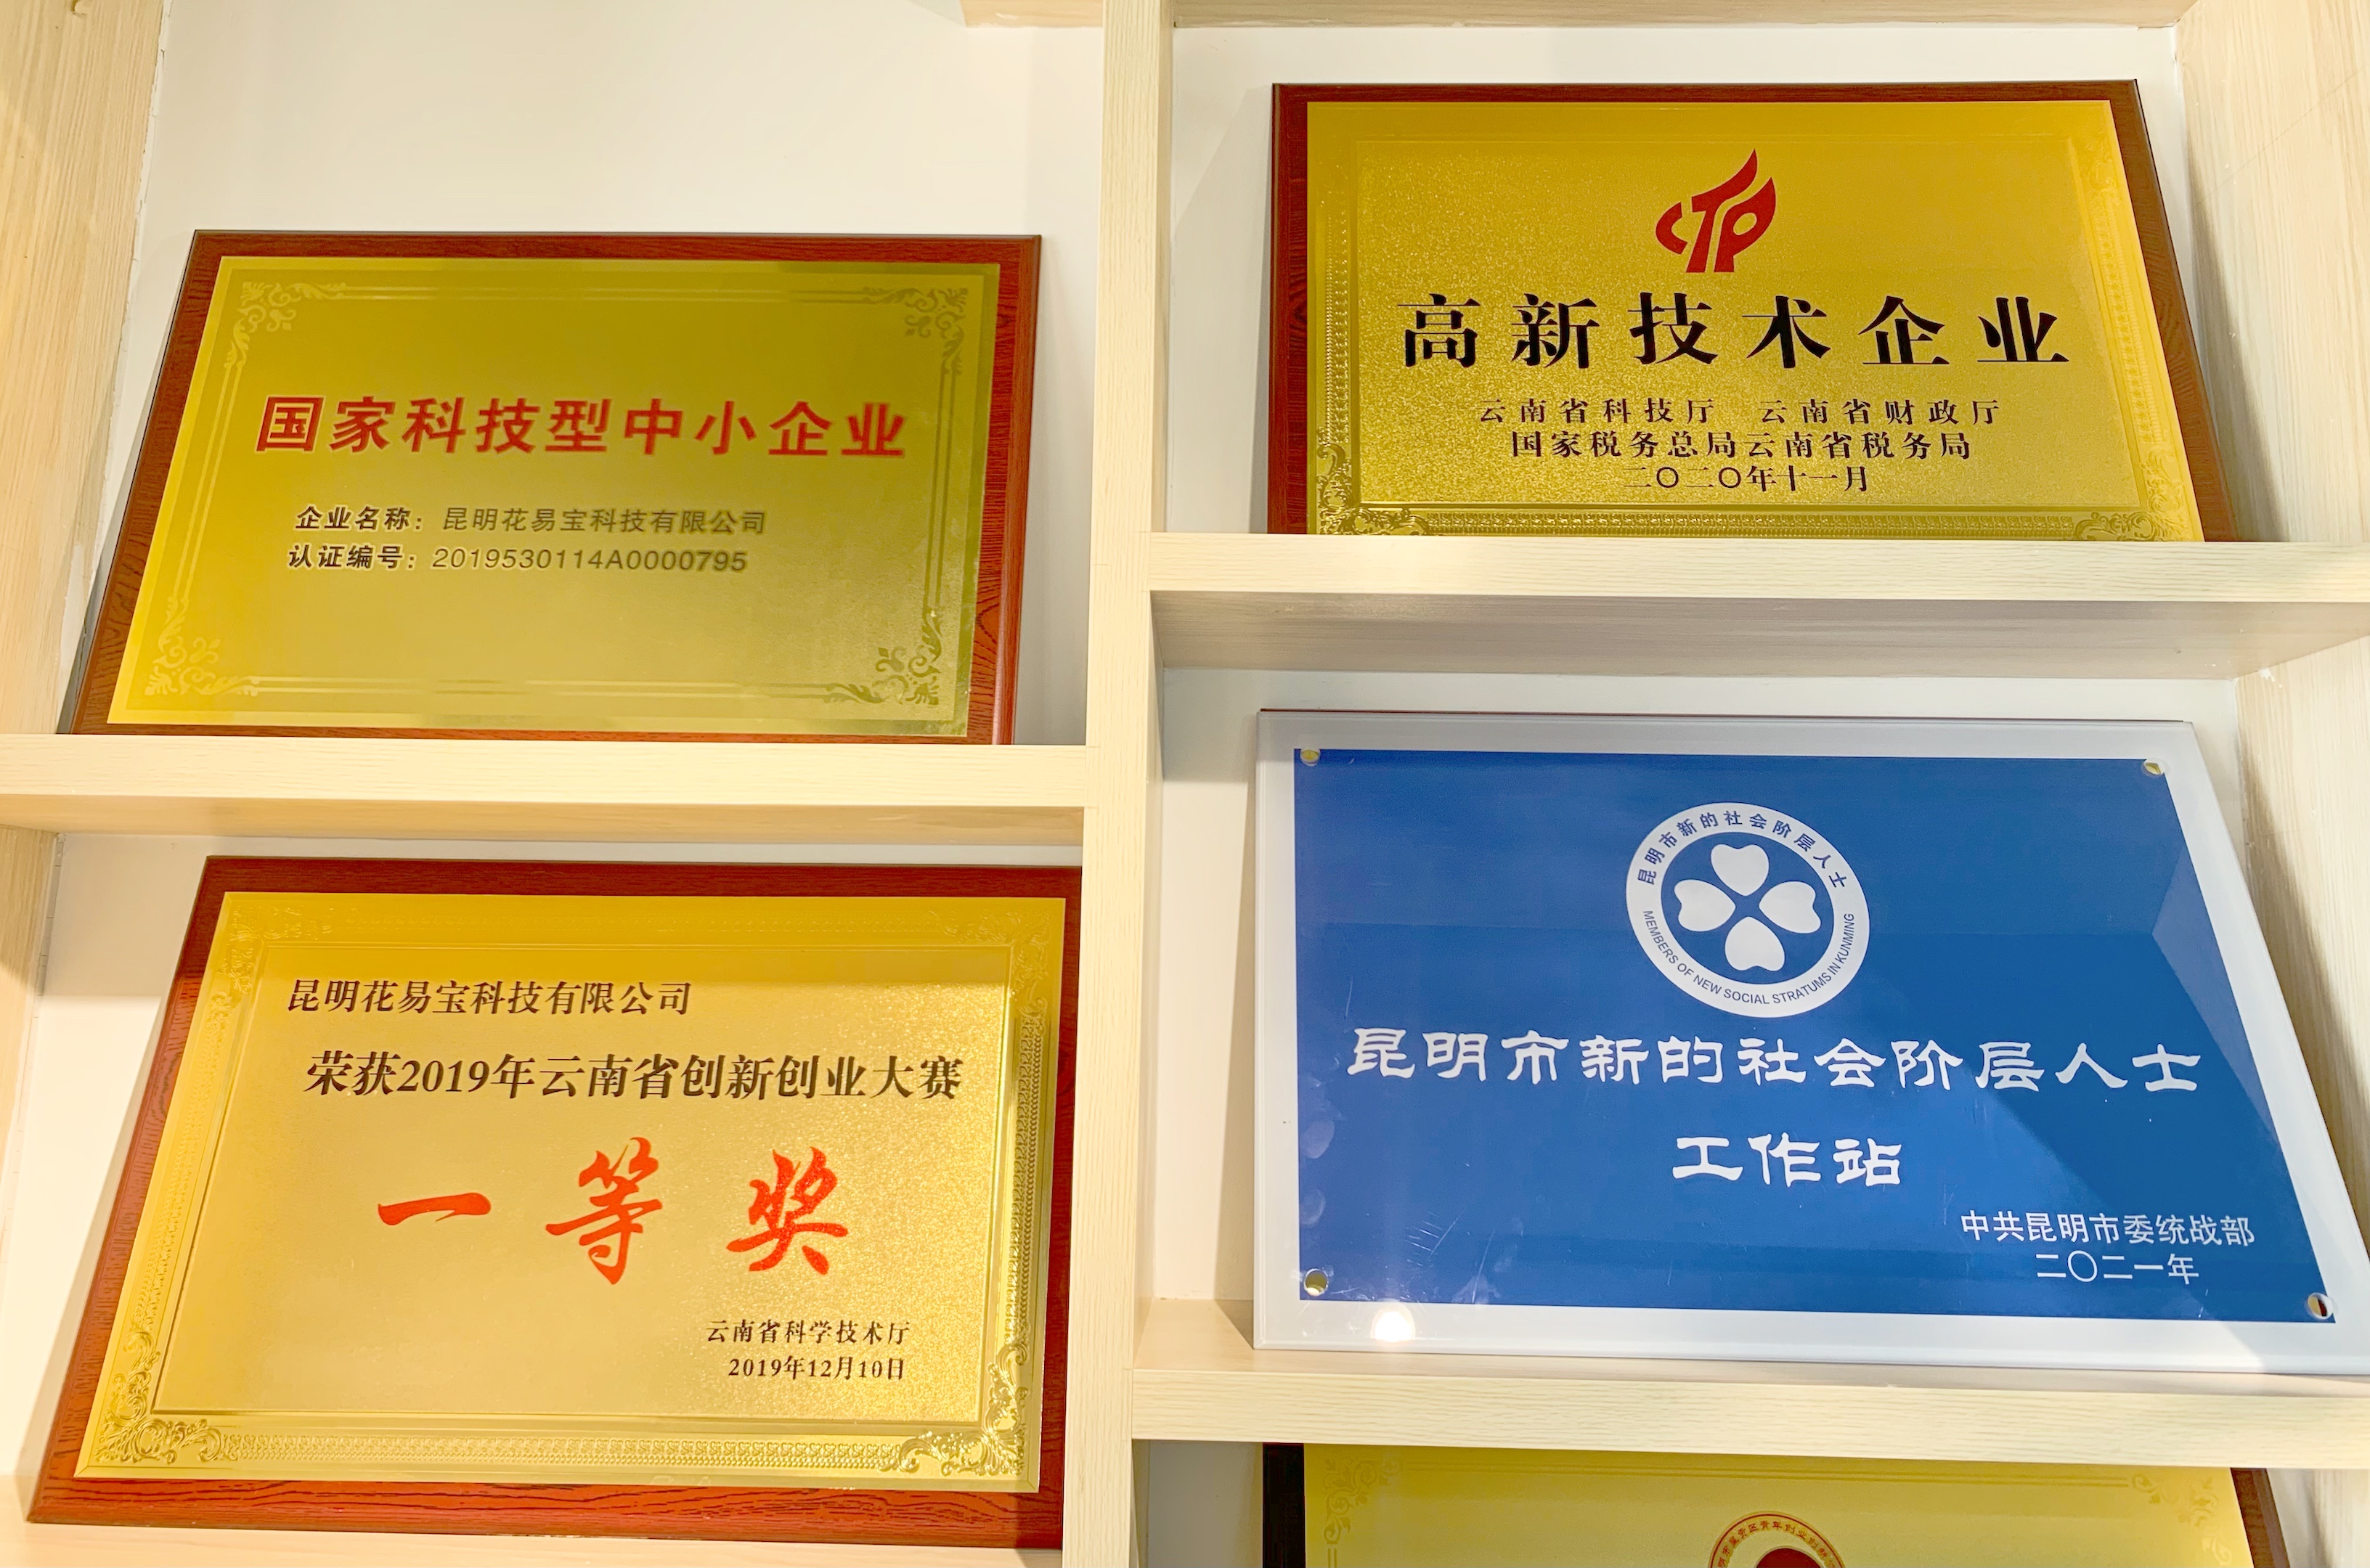 国家科技型中小企业
企业名称：昆明花易宝科技有限公司
认证编号：2019530114A0000795
高新技术企业
云南省科技厅 云南省财政厅
国家税务总局云南省税务局
二〇二〇年十一月
昆明花易宝科技有限公司
荣获2019年云南省创新创业大赛
一等奖
云南省科学技术厅
2019年12月10日
昆明市新的社会阶层人士
MEMBERS OF NEW SOCIAL STRATUMS IN KUNMING
昆明市新的社会阶层人士
工作站
中共昆明市委统战部
二〇二一年